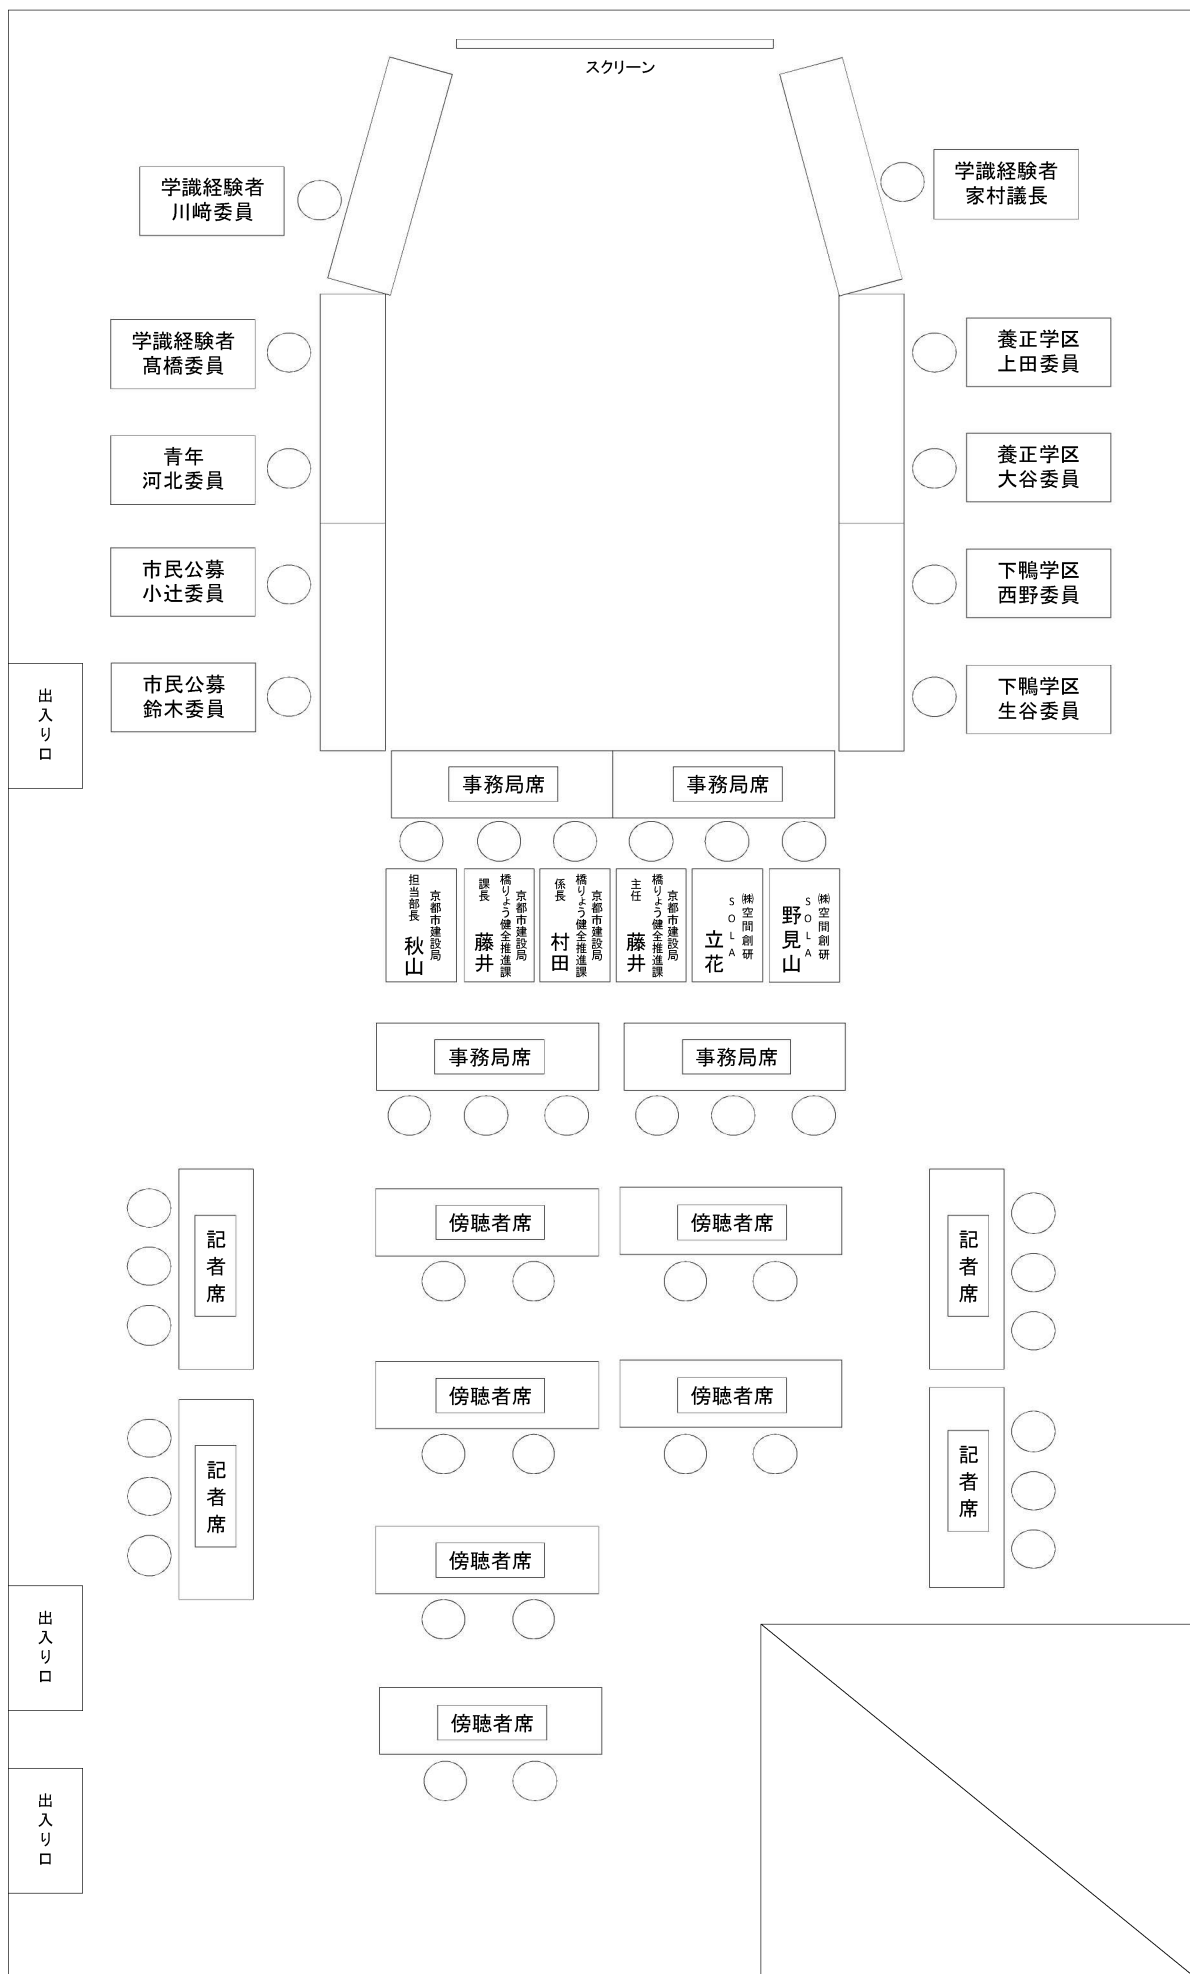 スクリーン
学識経験者
川﨑委員
学識経験者
家村議長
学識経験者
髙橋委員
養正学区
上田委員
青年
河北委員
養正学区
大谷委員
市民公募
小辻委員
下鴨学区
西野委員
市民公募
鈴木委員
下鴨学区
生谷委員
出入り口
事務局席
事務局席
京都市建設局
担当部長
秋山
京都市建設局
橋りょう健全推進課
課長
藤井
京都市建設局
橋りょう健全推進課
係長
村田
京都市建設局
橋りょう健全推進課
主任
藤井
㈱空間創研
SOLA
立花
㈱空間創研
SOLA
野見山
事務局席
事務局席
記者席
傍聴者席
傍聴者席
記者席
傍聴者席
傍聴者席
記者席
記者席
傍聴者席
出入り口
傍聴者席
出入り口